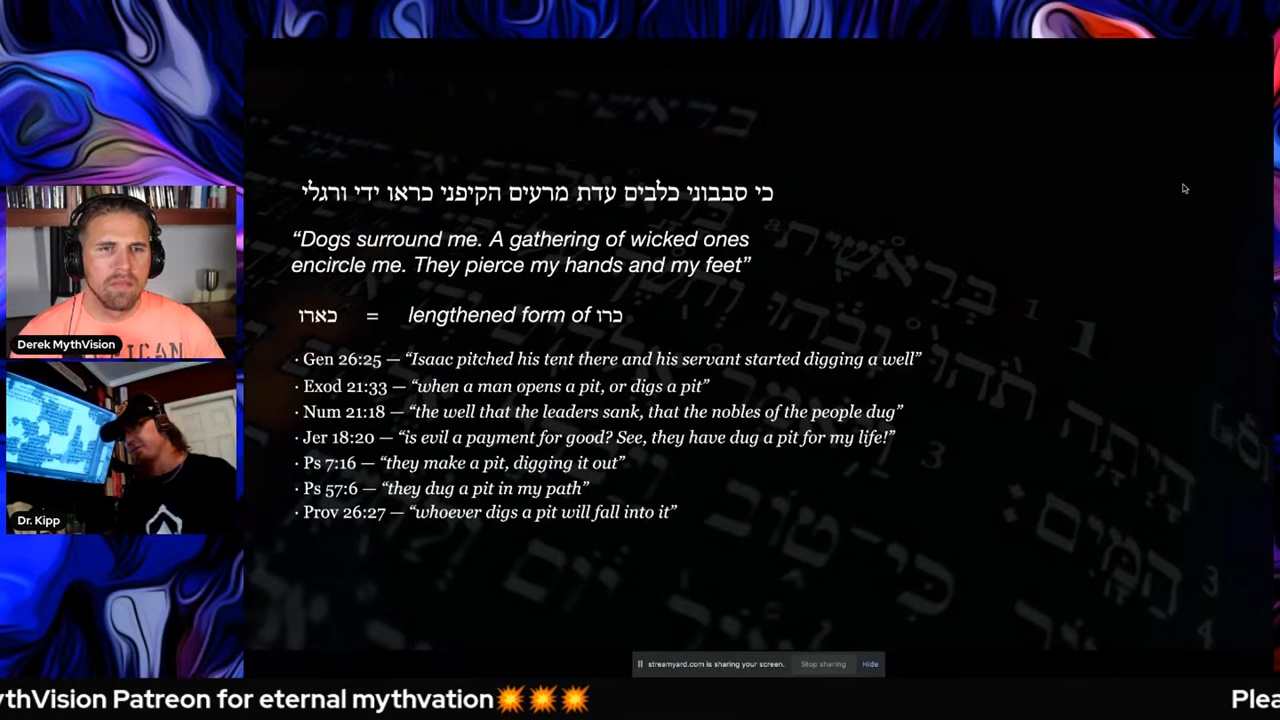 כי סבבוני כלבים עדת מרעים הקיפני כראו ידי ורגלי
“Dogs surround me. A gathering of wicked ones
encircle me. They pierce my hands and my feet”
כארו = lengthened form of כרו
· Gen 26:25 — “Isaac pitched his tent there and his servant started digging a well”
· Exod 21:33 — “when a man opens a pit, or digs a pit”
· Num 21:18 — “the well that the leaders sank, that the nobles of the people dug”
· Jer 18:20 — “is evil a payment for good? See, they have dug a pit for my life!”
· Ps 7:16 — “they make a pit, digging it out”
· Ps 57:6 — “they dug a pit in my path”
· Prov 26:27 — “whoever digs a pit will fall into it”
Derek MythVision
Dr. Kipp
streamyard.com is sharing your screen. Stop sharing Hide
ythVision Patreon for eternal mythvation💥💥💥 Plea